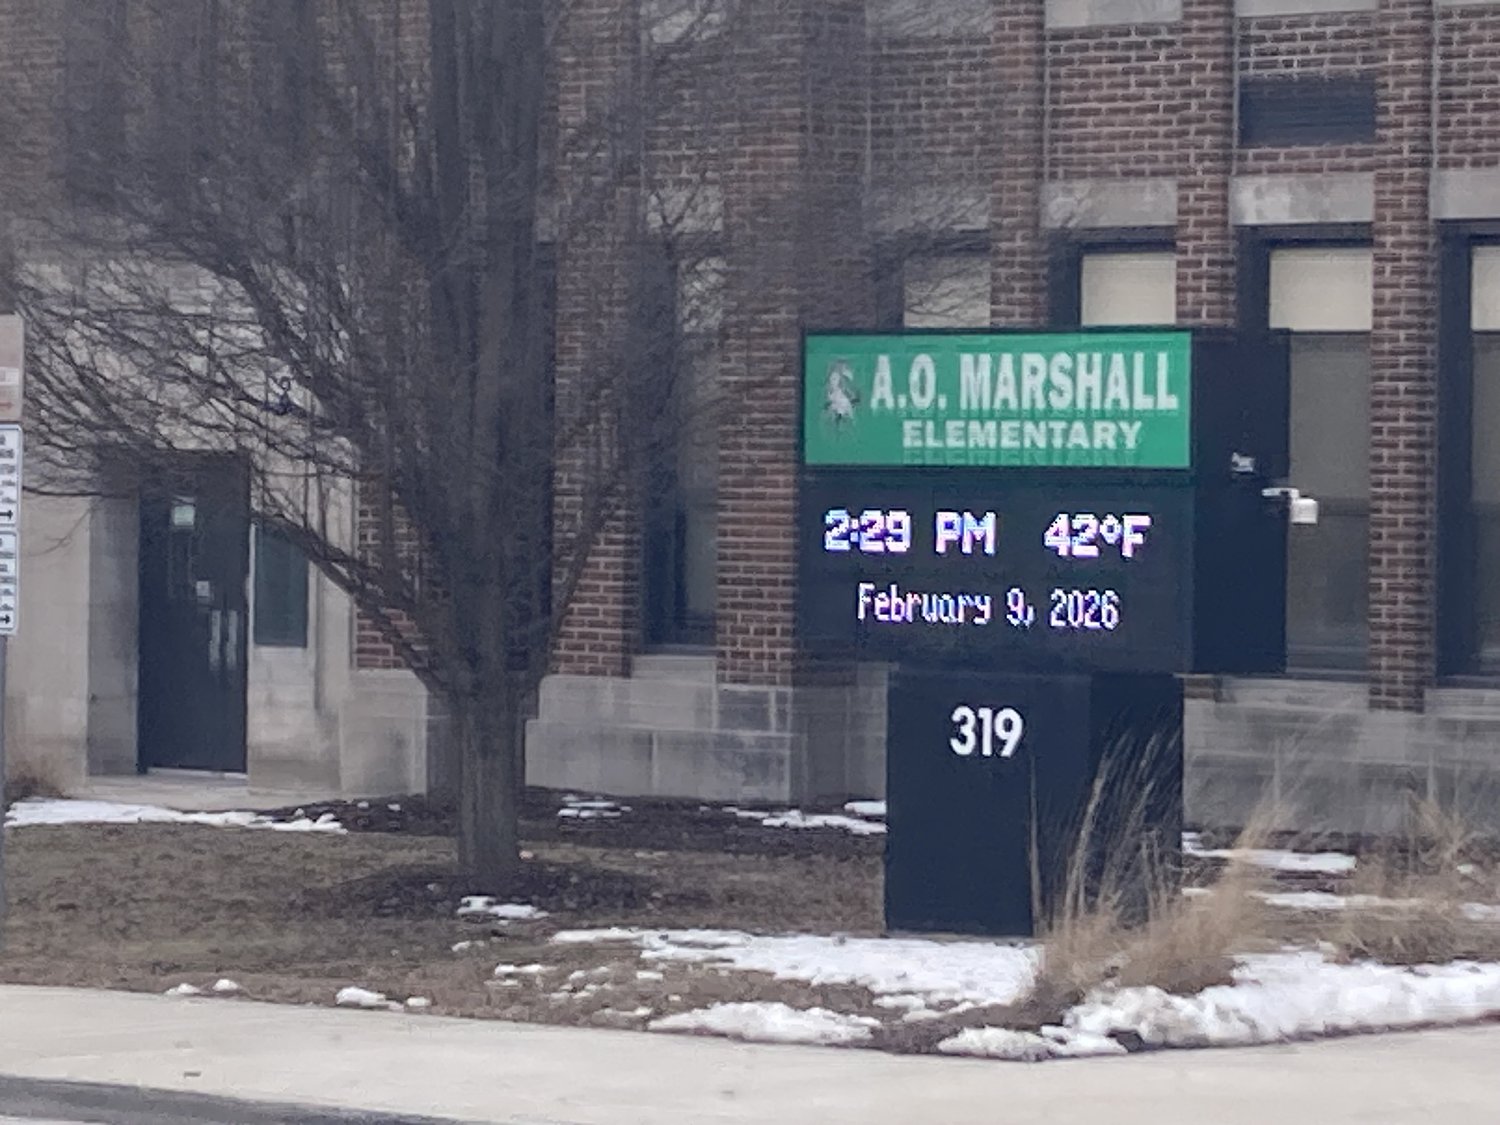 A.O. MARSHALL
ELEMENTARY
2:29 PM 42°F
February 9, 2026
319